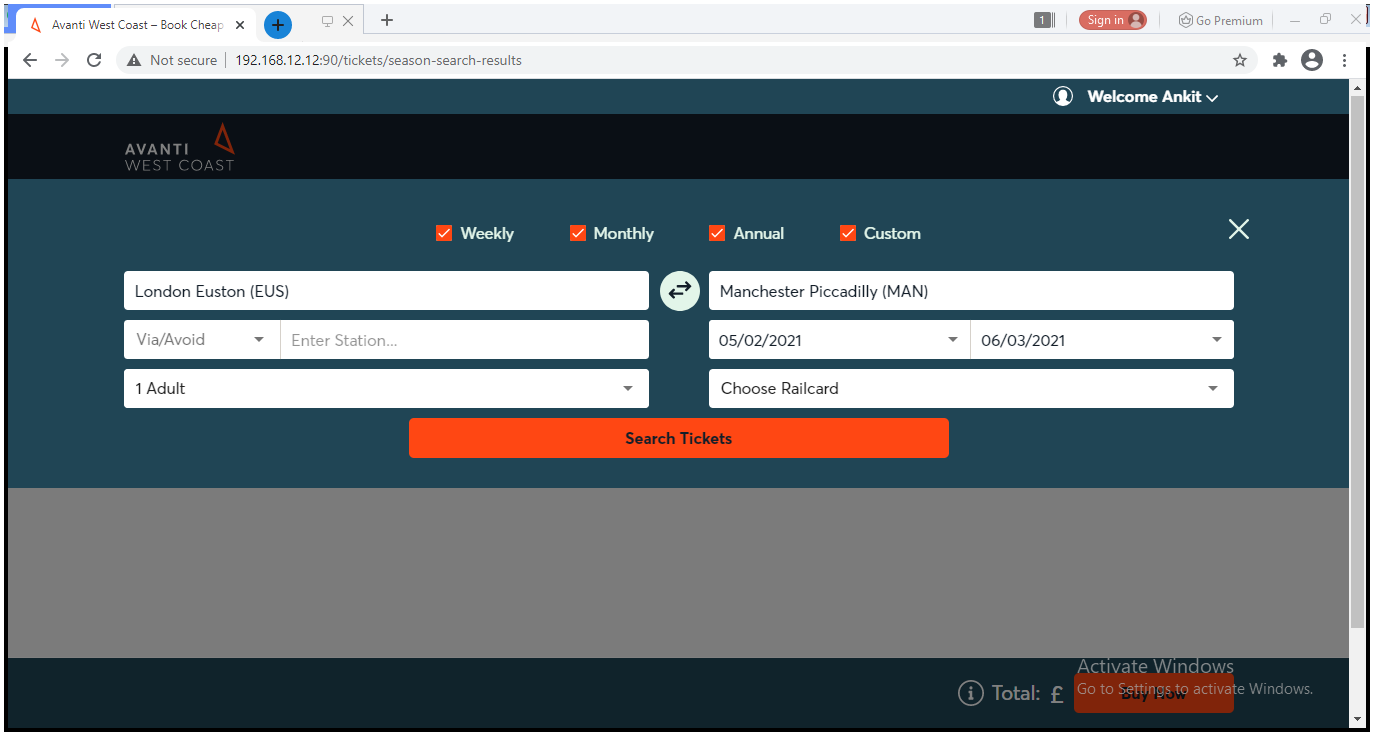 Avanti West Coast – Book Cheap
1
Sign in
Go Premium
Not secure
192.168.12.12:90/tickets/season-search-results
Welcome Ankit
AVANTI
WEST COAST
Weekly Monthly Annual Custom
London Euston (EUS)
Manchester Piccadilly (MAN)
Via/Avoid
Enter Station...
05/02/2021
06/03/2021
1 Adult
Choose Railcard
Search Tickets
Activate Windows
Go to Settings to activate Windows.
Total: £
Buy Now